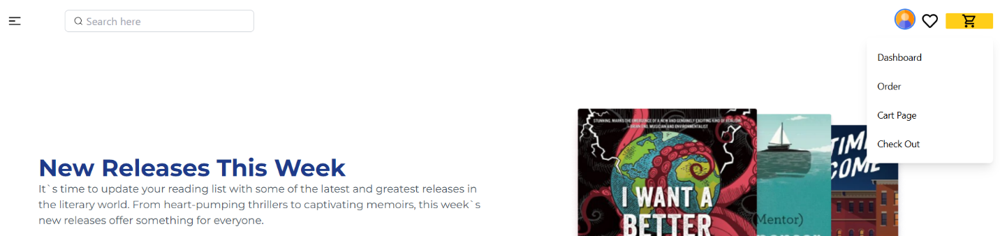 Search here
Dashboard
Order
Cart Page
Check Out
New Releases This Week
It`s time to update your reading list with some of the latest and greatest releases in
the literary world. From heart-pumping thrillers to captivating memoirs, this week`s
new releases offer something for everyone.
STUNNING. MARKS THE EMERGENCE OF A NEW AND GENUINELY EXCITING KIND OF REALISM!
—BRIAN ENO, MUSICIAN AND ENVIRONMENTALIST
I WANT A
BETTER
(Mentor)
TIM
COME